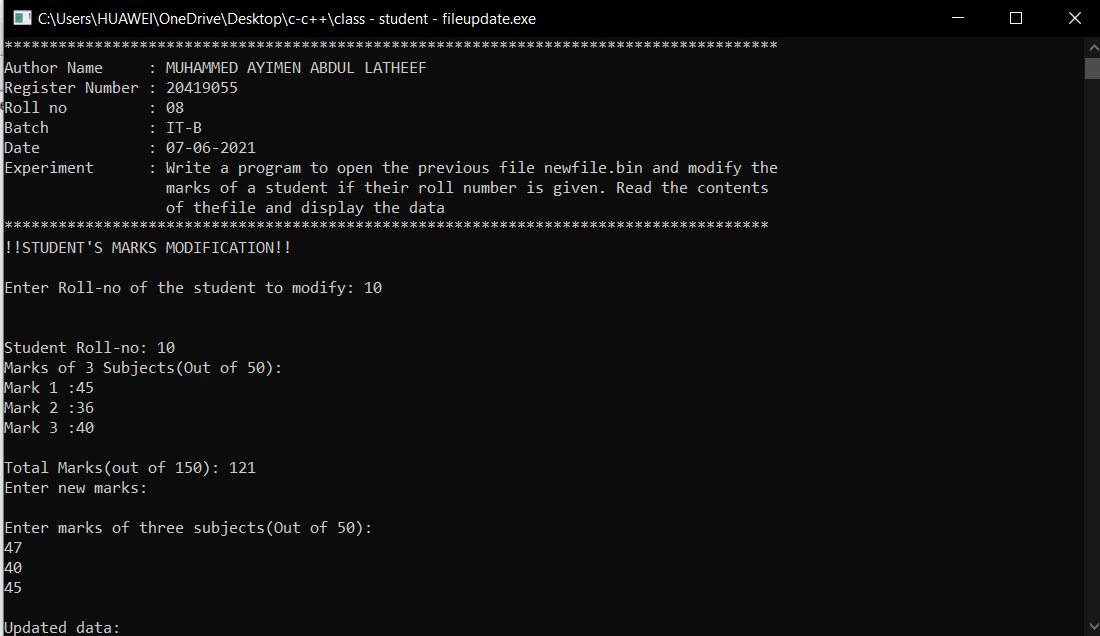 C:\Users\HUAWEI\OneDrive\Desktop\c-c++\class - student - fileupdate.exe
**************************************************************************************
Author Name     : MUHAMMED AYIMEN ABDUL LATHEEF
Register Number : 20419055
Roll no         : 08
Batch           : IT-B
Date            : 07-06-2021
Experiment      : Write a program to open the previous file newfile.bin and modify the
                  marks of a student if their roll number is given. Read the contents
                  of thefile and display the data
*************************************************************************************
!!STUDENT'S MARKS MODIFICATION!!
Enter Roll-no of the student to modify: 10
Student Roll-no: 10
Marks of 3 Subjects(Out of 50):
Mark 1 :45
Mark 2 :36
Mark 3 :40
Total Marks(out of 150): 121
Enter new marks:
Enter marks of three subjects(Out of 50):
47
40
45
Updated data: